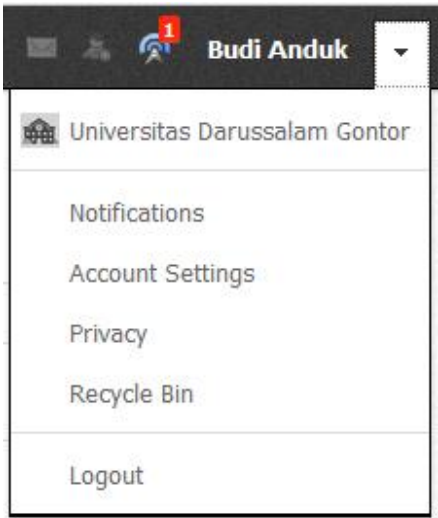 1
Budi Anduk
Universitas Darussalam Gontor
Notifications
Account Settings
Privacy
Recycle Bin
Logout